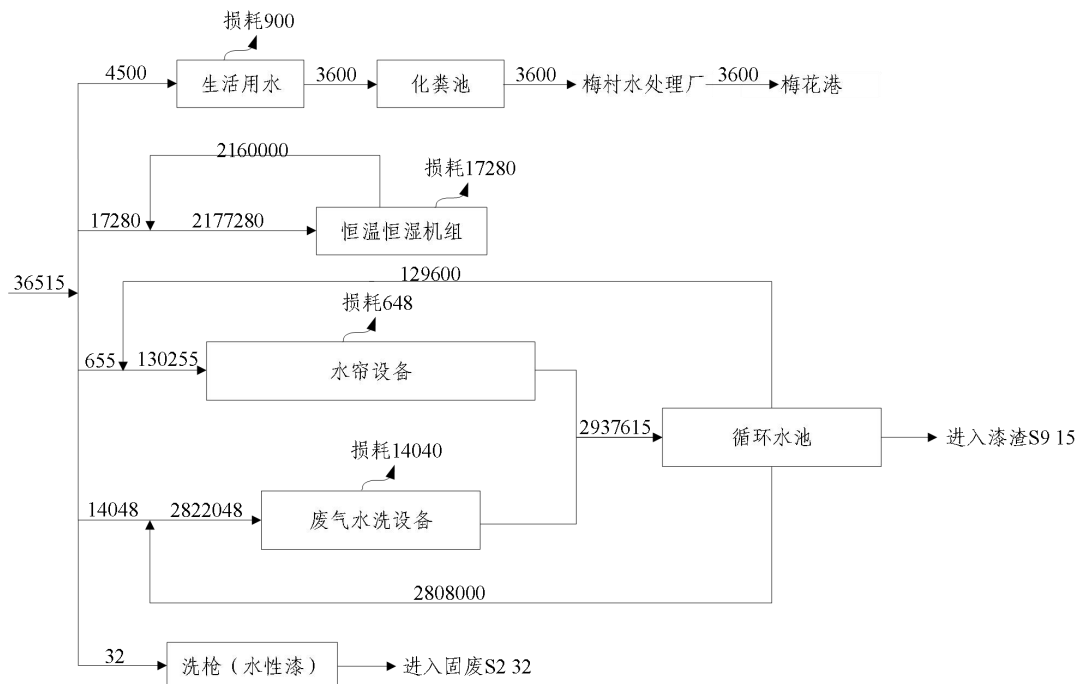 损耗900
4500
生活用水
3600
化粪池
3600
梅村水处理厂
3600
梅花港
2160000
损耗17280
17280
2177280
恒温恒湿机组
36515
129600
损耗648
655
130255
水帘设备
2937615
循环水池
进入漆渣S9 15
损耗14040
14048
2822048
废气水洗设备
2808000
32
洗枪（水性漆）
进入固废S2 32